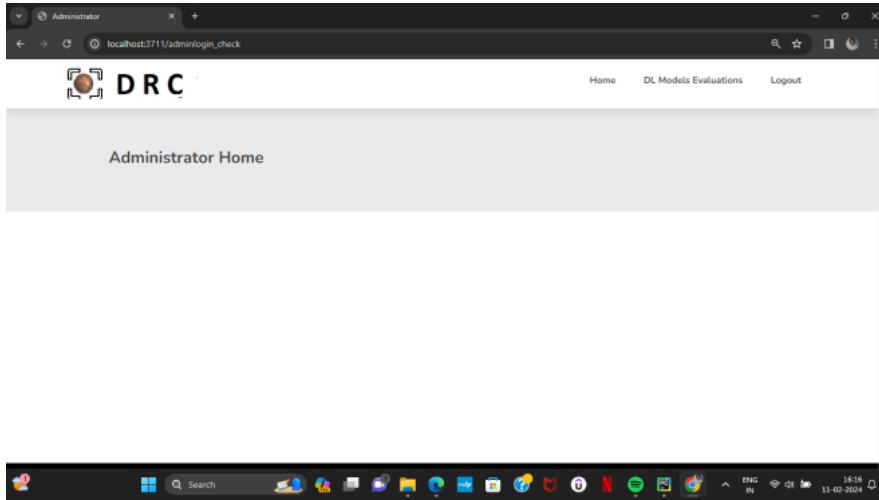 Administrator
localhost:3711/adminlogin_check
DRC
Home DL Models Evaluations Logout
Administrator Home
Search
ENG
IN
16:16
11-02-2024